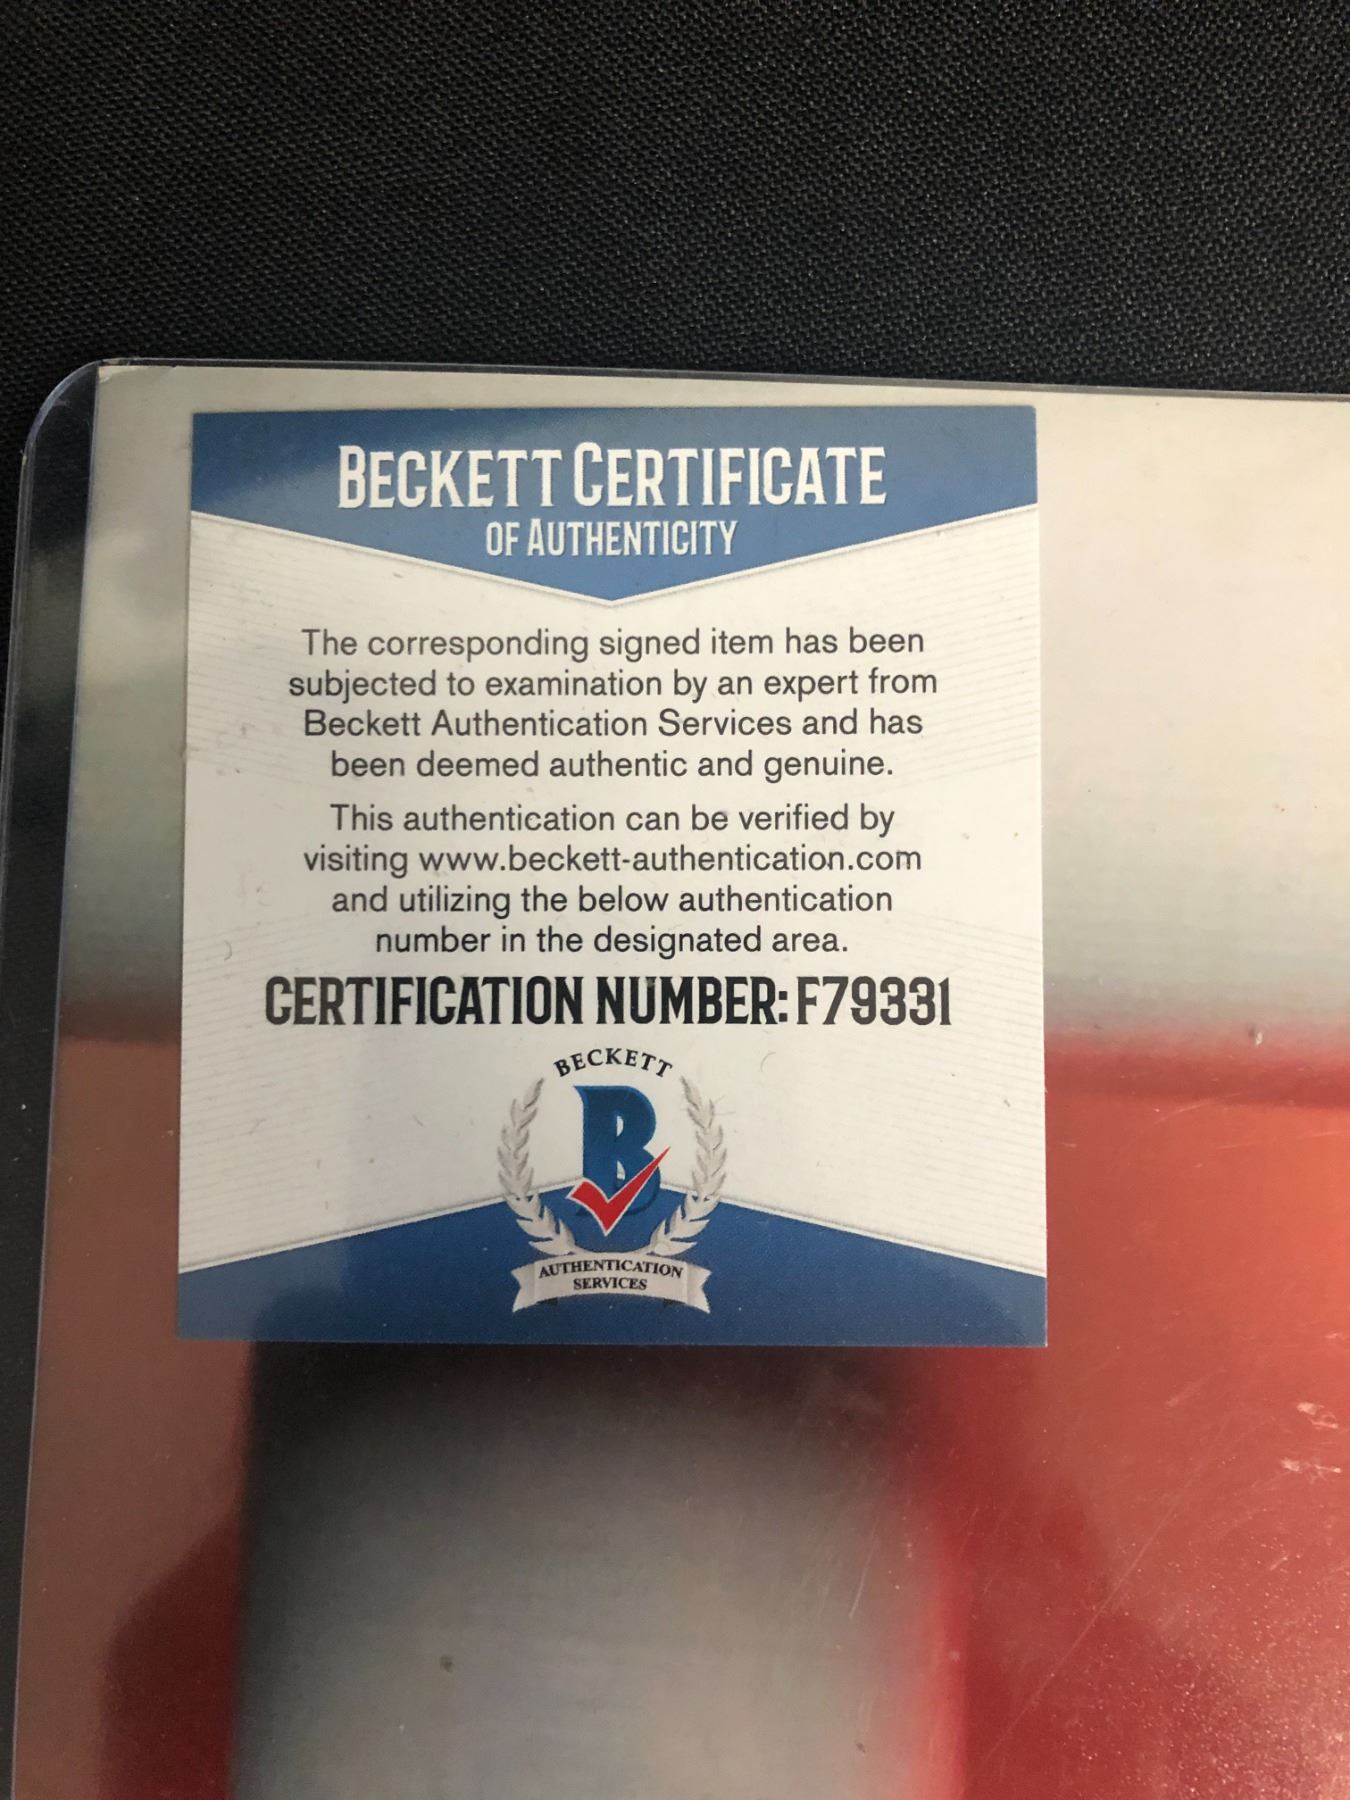 BECKETT CERTIFICATE
OF AUTHENTICITY
The corresponding signed item has been
subjected to examination by an expert from
Beckett Authentication Services and has
been deemed authentic and genuine.
This authentication can be verified by
visiting www.beckett-authentication.com
and utilizing the below authentication
number in the designated area.
CERTIFICATION NUMBER: F79331
BECKETT
B
AUTHENTICATION
SERVICES